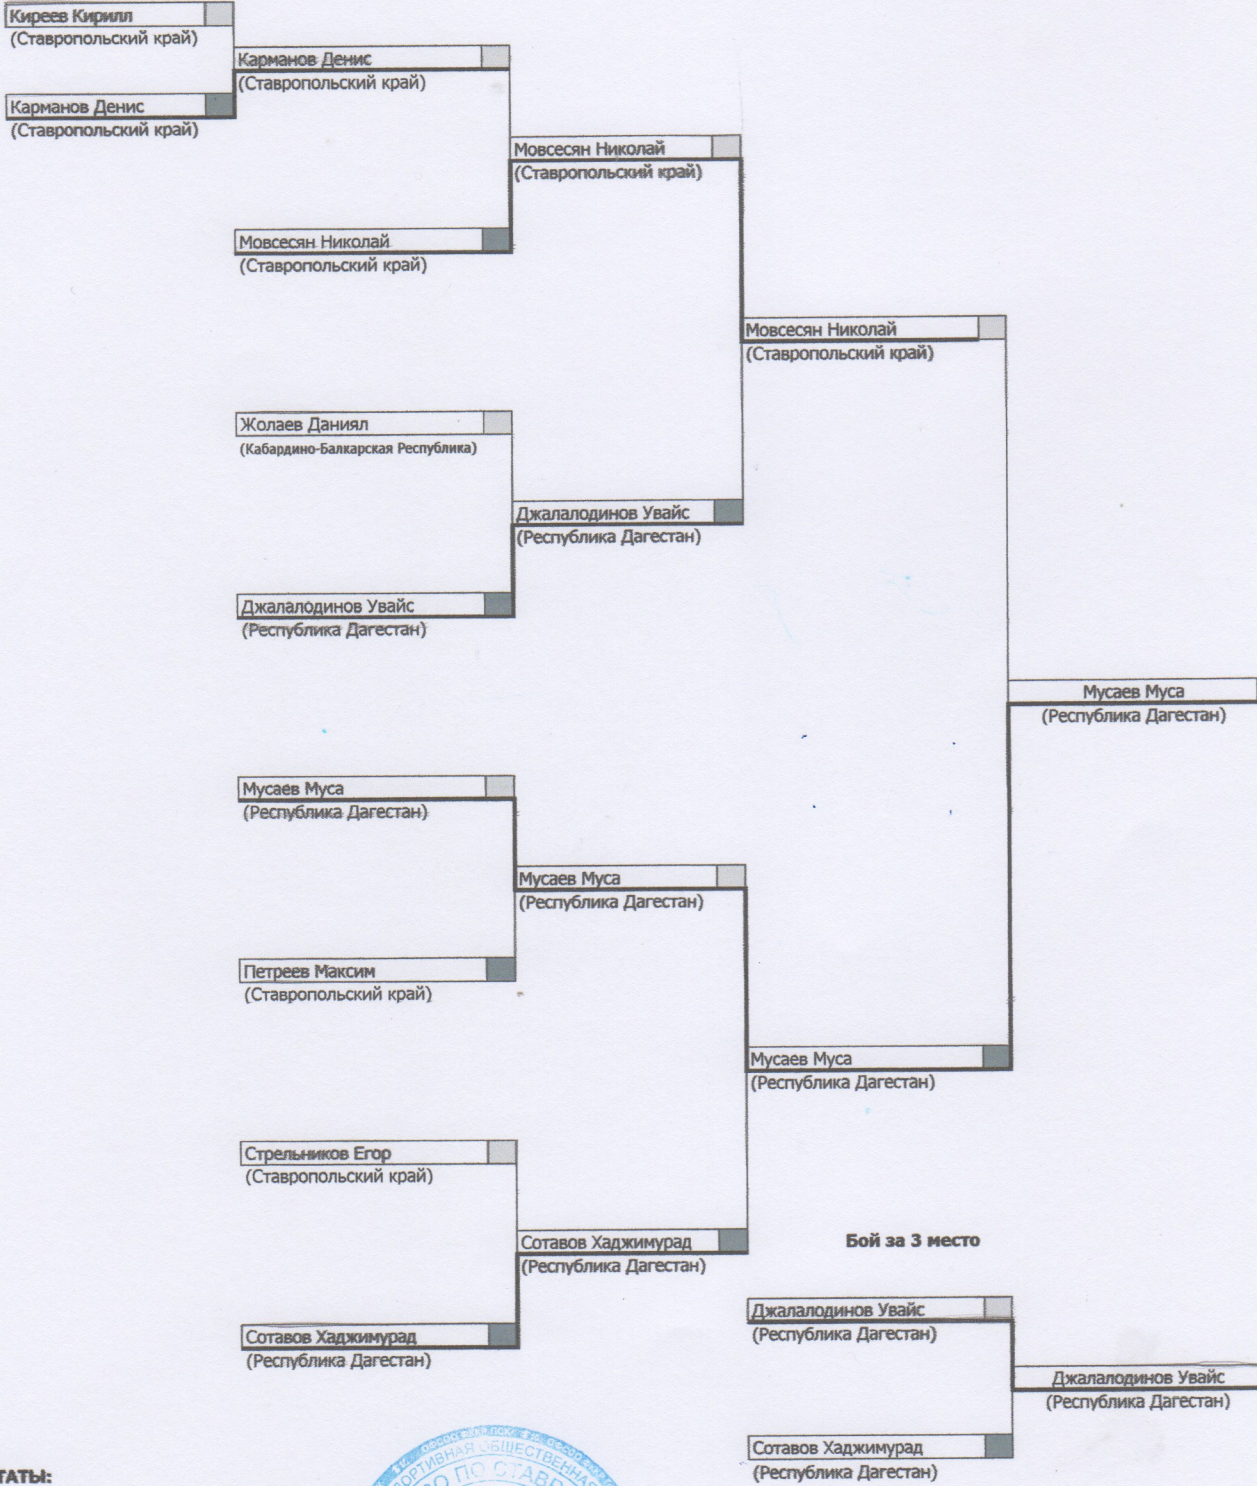 Киреев Кирилл
(Ставропольский край)
Карманов Денис
(Ставропольский край)
Карманов Денис
(Ставропольский край)
Мовсесян Николай
(Ставропольский край)
Мовсесян Николай
(Ставропольский край)
Мовсесян Николай
(Ставропольский край)
Жолаев Даниял
(Кабардино-Балкарская Республика)
Джалалодинов Увайс
(Республика Дагестан)
Джалалодинов Увайс
(Республика Дагестан)
Мусаев Муса
(Республика Дагестан)
Мусаев Муса
(Республика Дагестан)
Мусаев Муса
(Республика Дагестан)
Петреев Максим
(Ставропольский край)
Мусаев Муса
(Республика Дагестан)
Стрельников Егор
(Ставропольский край)
Сотавов Хаджимурад
(Республика Дагестан)
Бой за 3 место
Джалалодинов Увайс
(Республика Дагестан)
Сотавов Хаджимурад
(Республика Дагестан)
Джалалодинов Увайс
(Республика Дагестан)
Сотавов Хаджимурад
(Республика Дагестан)
ТАТЫ:
ОРТИВНАЯ ОБЩЕСТВЕННАЯ
ПО СТАВР